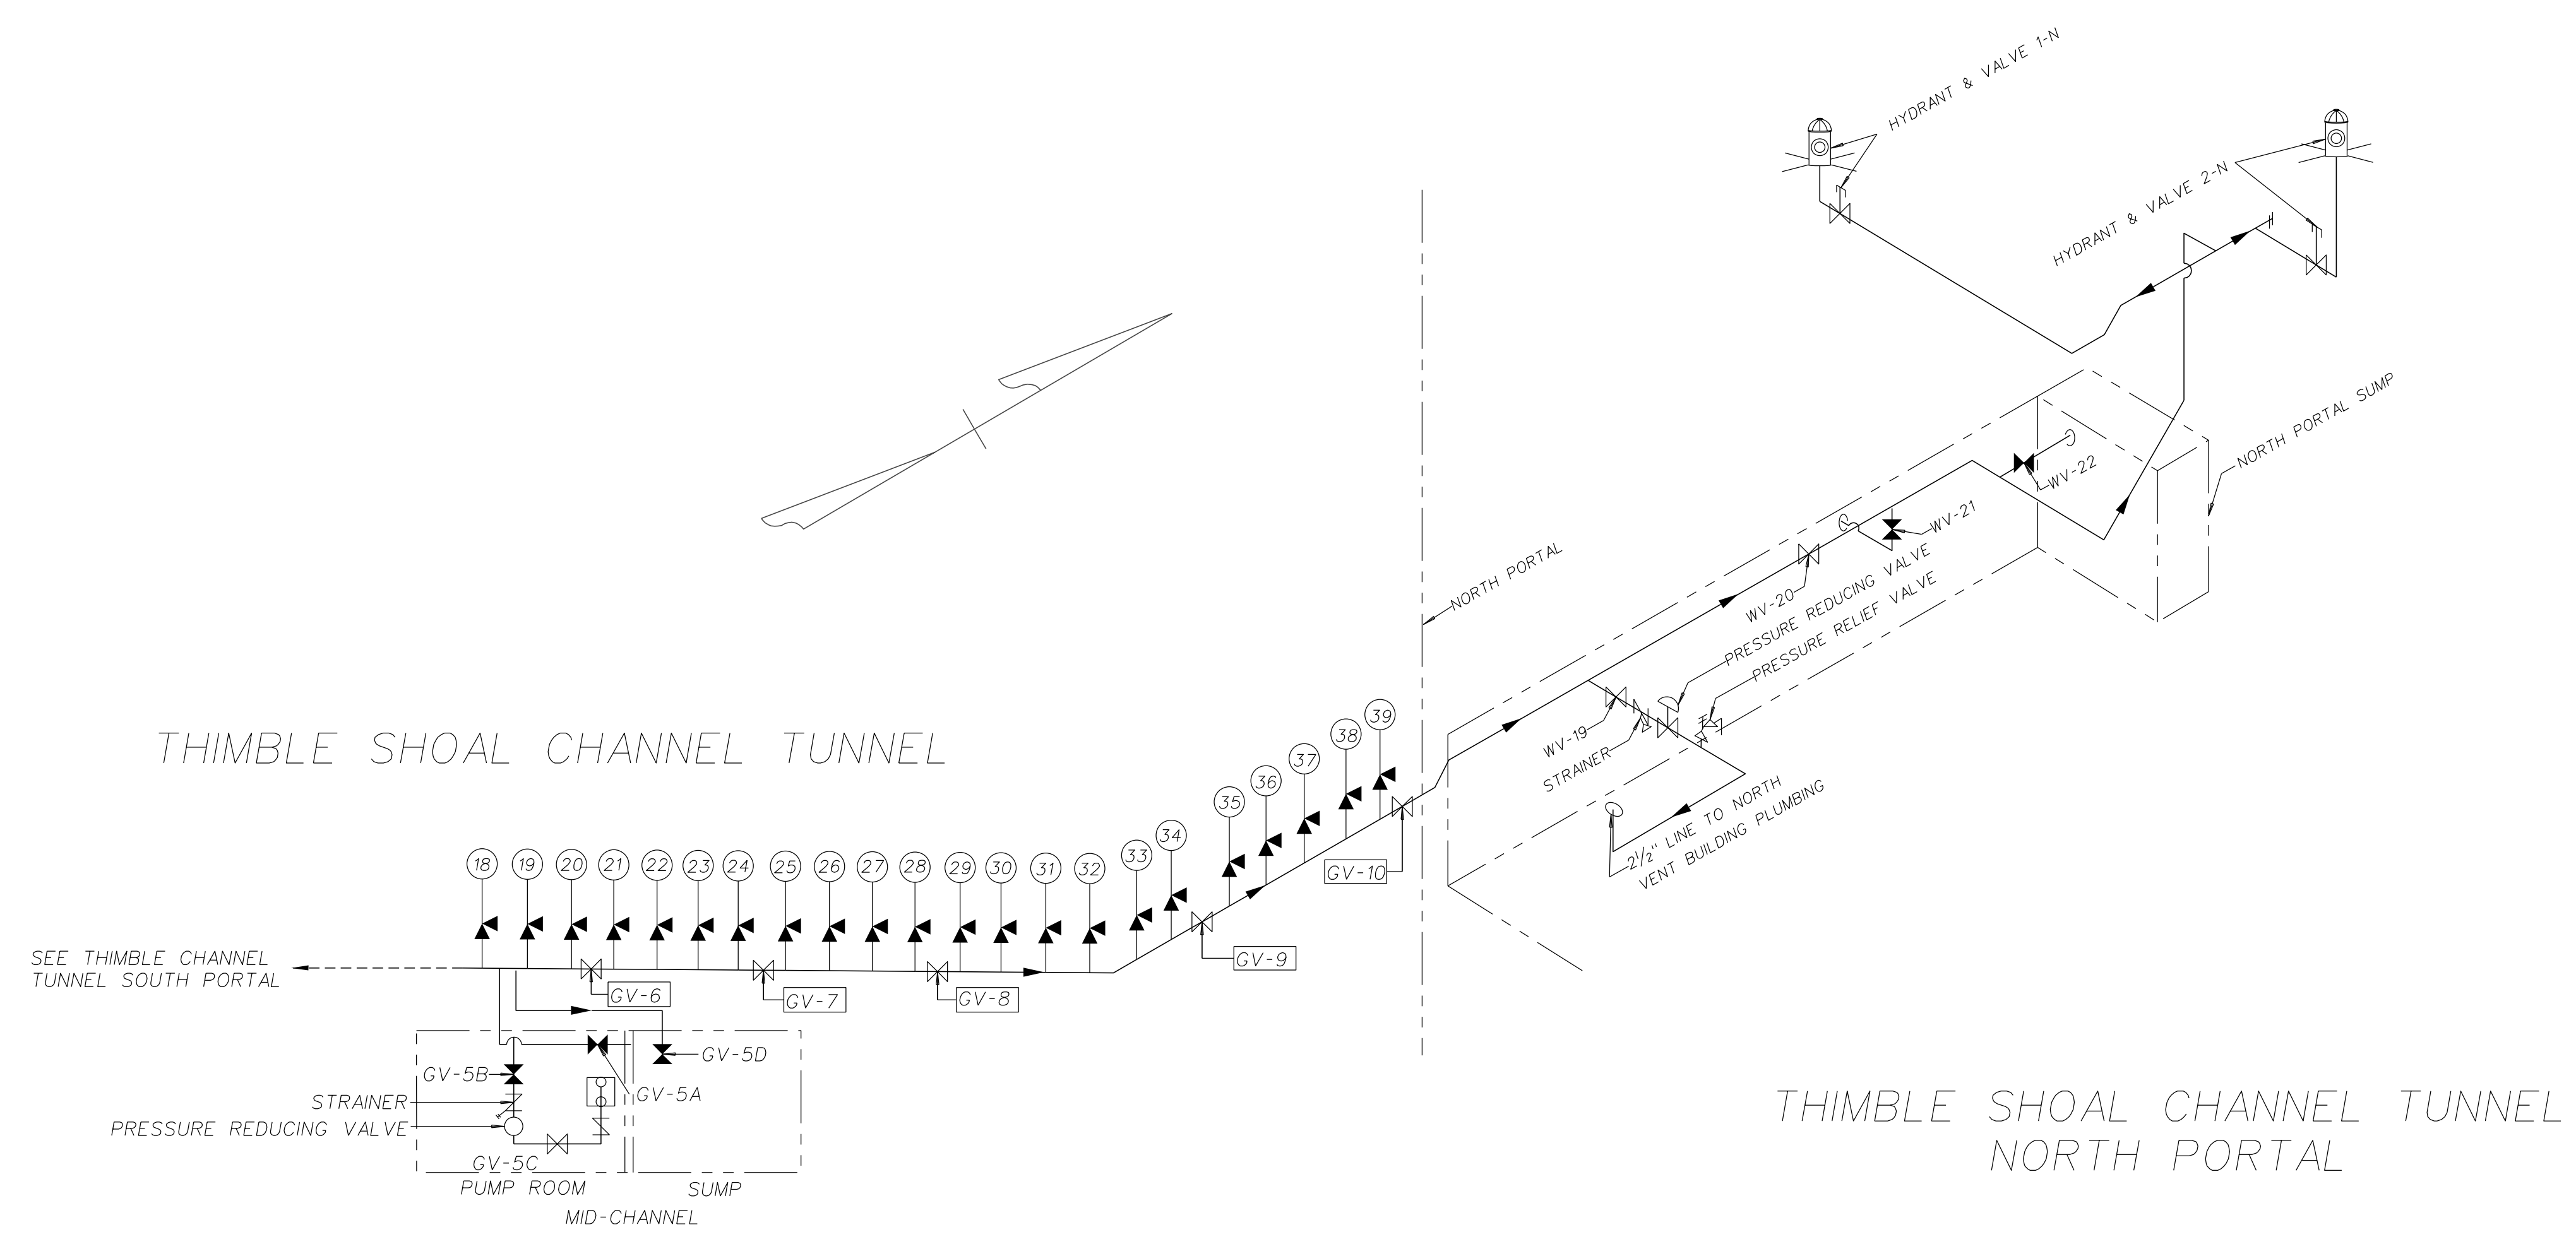 HYDRANT & VALVE 1-N
HYDRANT & VALVE 2-N
NORTH PORTAL SUMP
WV-22
WV-21
NORTH PORTAL
WV-20
PRESSURE REDUCING VALVE
PRESSURE RELIEF VALVE
WV-19
STRAINER
2½" LINE TO NORTH
VENT BUILDING PLUMBING
THIMBLE SHOAL CHANNEL TUNNEL
18
19
20
21
22
23
24
25
26
27
28
29
30
31
32
33
34
35
36
37
38
39
GV-10
GV-9
SEE THIMBLE CHANNEL
TUNNEL SOUTH PORTAL
GV-6
GV-7
GV-8
GV-5D
GV-5B
GV-5A
STRAINER
PRESSURE REDUCING VALVE
GV-5C
PUMP ROOM
SUMP
MID-CHANNEL
THIMBLE SHOAL CHANNEL TUNNEL
NORTH PORTAL